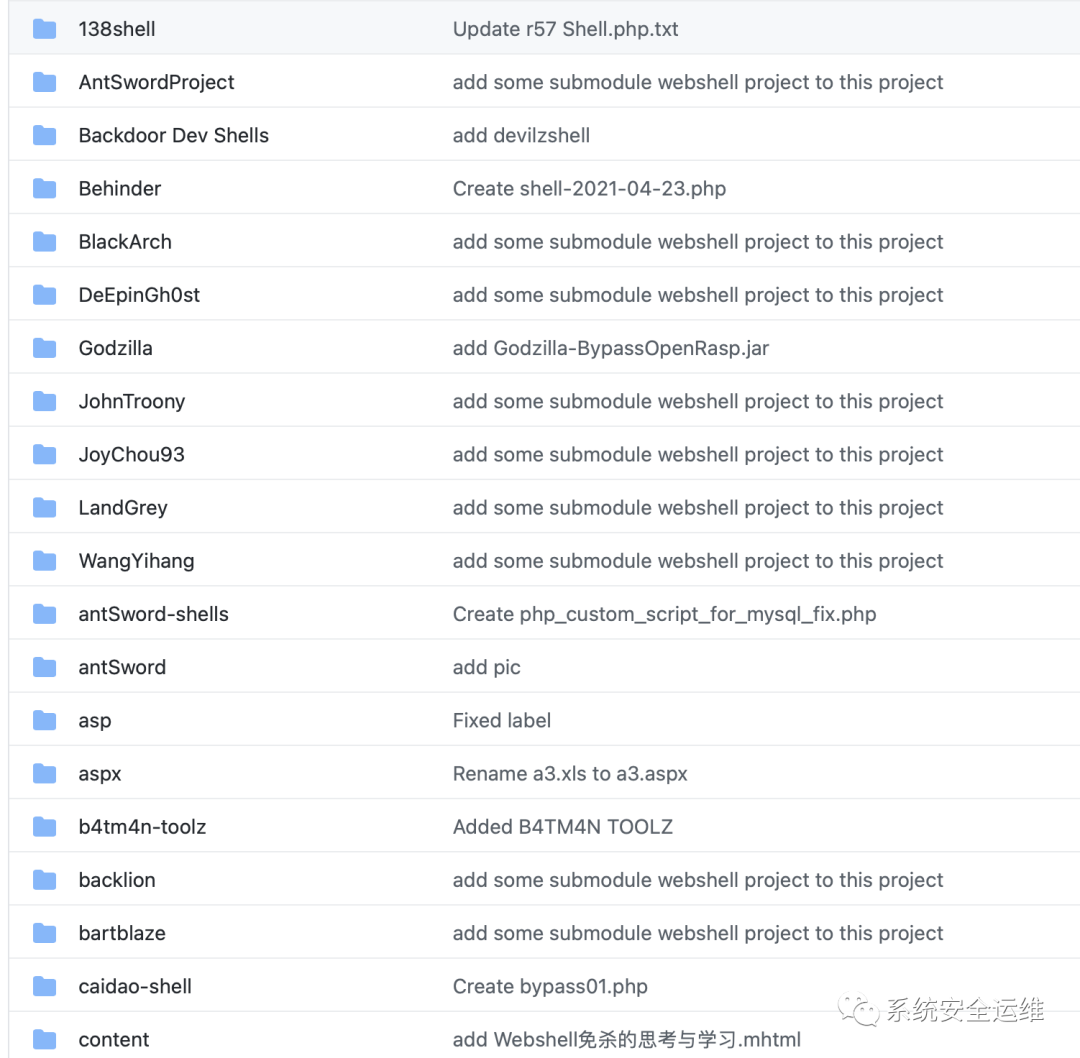 138shell Update r57 Shell.php.txt
AntSwordProject add some submodule webshell project to this project
Backdoor Dev Shells add devilzshell
Behinder Create shell-2021-04-23.php
BlackArch add some submodule webshell project to this project
DeEpinGh0st add some submodule webshell project to this project
Godzilla add Godzilla-BypassOpenRasp.jar
JohnTroony add some submodule webshell project to this project
JoyChou93 add some submodule webshell project to this project
LandGrey add some submodule webshell project to this project
WangYihang add some submodule webshell project to this project
antSword-shells Create php_custom_script_for_mysql_fix.php
antSword add pic
asp Fixed label
aspx Rename a3.xls to a3.aspx
b4tm4n-toolz Added B4TM4N TOOLZ
backlion add some submodule webshell project to this project
bartblaze add some submodule webshell project to this project
caidao-shell Create bypass01.php
系统安全运维
content add Webshell免杀的思考与学习.mhtml